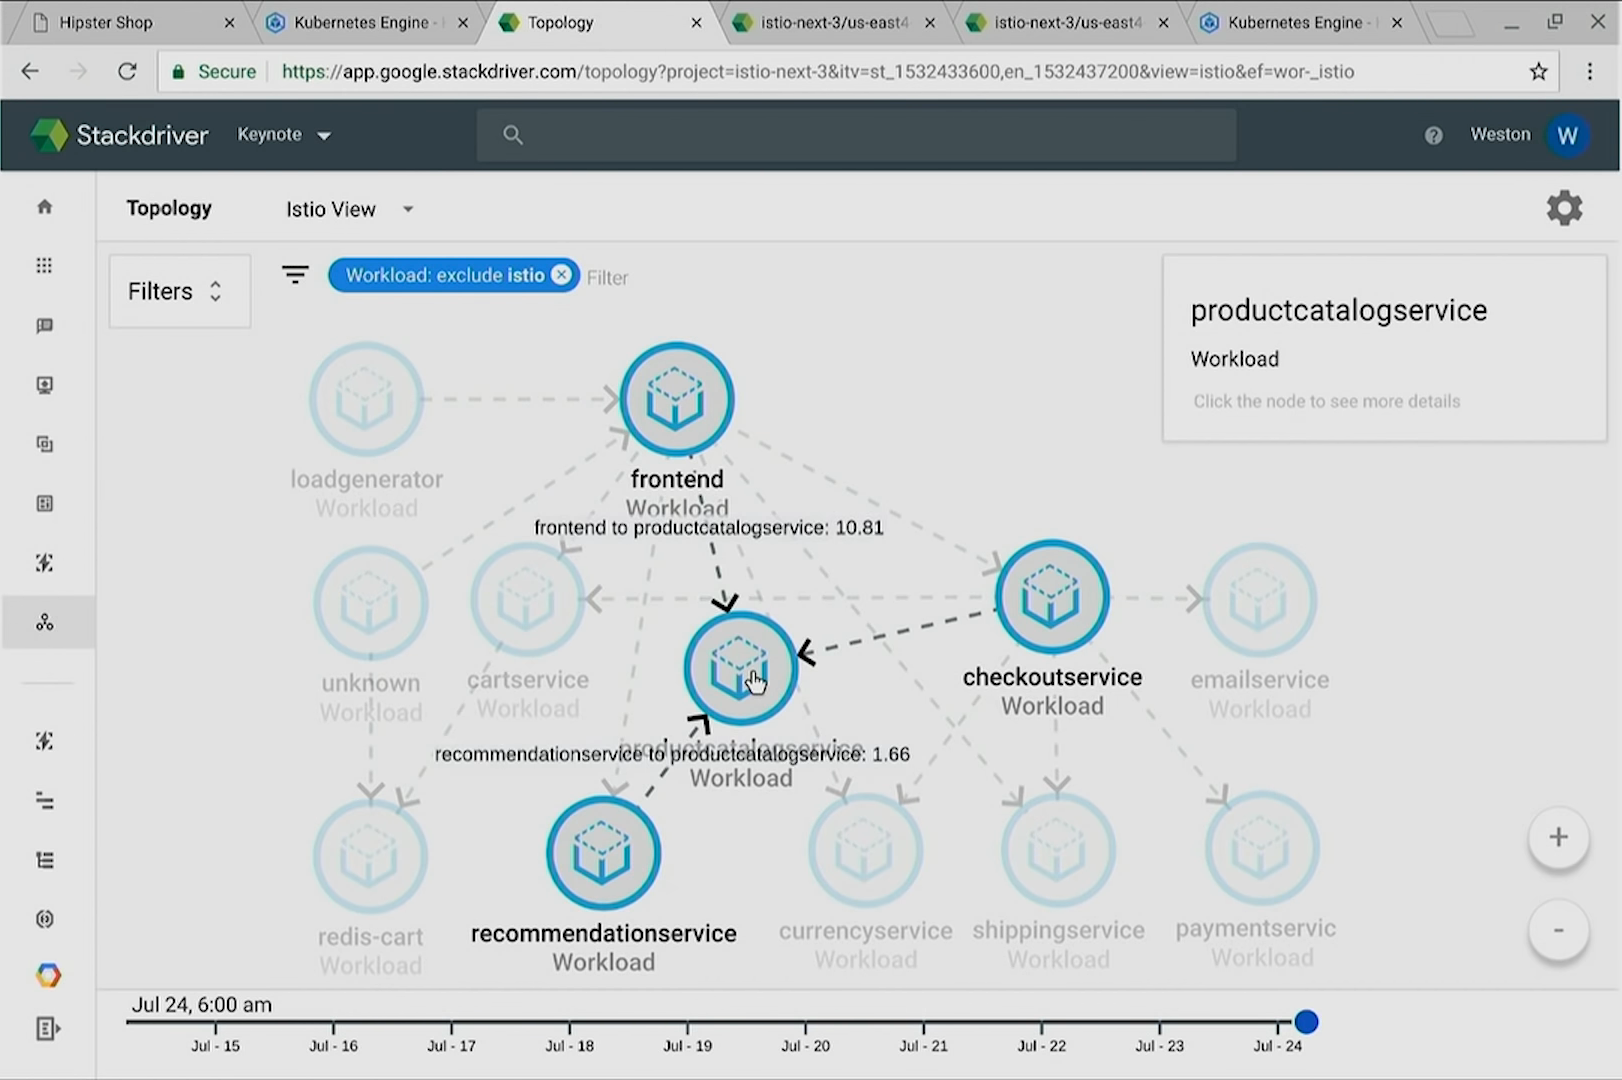 Hipster Shop
Kubernetes Engine -
Topology
istio-next-3/us-east4
istio-next-3/us-east4
Kubernetes Engine -
Secure
https://app.google.stackdriver.com/topology?project=istio-next-3&itv=st_1532433600,en_1532437200&view=istio&ef=wor-_istio
Stackdriver
Keynote
Weston
W
Topology
Istio View
Filters
Workload: exclude istio
Filter
productcatalogservice
Workload
Click the node to see more details
loadgenerator
Workload
frontend
Workload
frontend to productcatalogservice: 10.81
unknown
Workload
cartservice
Workload
checkoutservice
Workload
emailservice
Workload
productcatalogservice
recommendationservice to productcatalogservice: 1.66
Workload
redis-cart
Workload
recommendationservice
Workload
currencyservice
Workload
shippingservice
Workload
paymentservic
Workload
+
-
Jul 24, 6:00 am
Jul - 15
Jul - 16
Jul - 17
Jul - 18
Jul - 19
Jul - 20
Jul - 21
Jul - 22
Jul - 23
Jul - 24